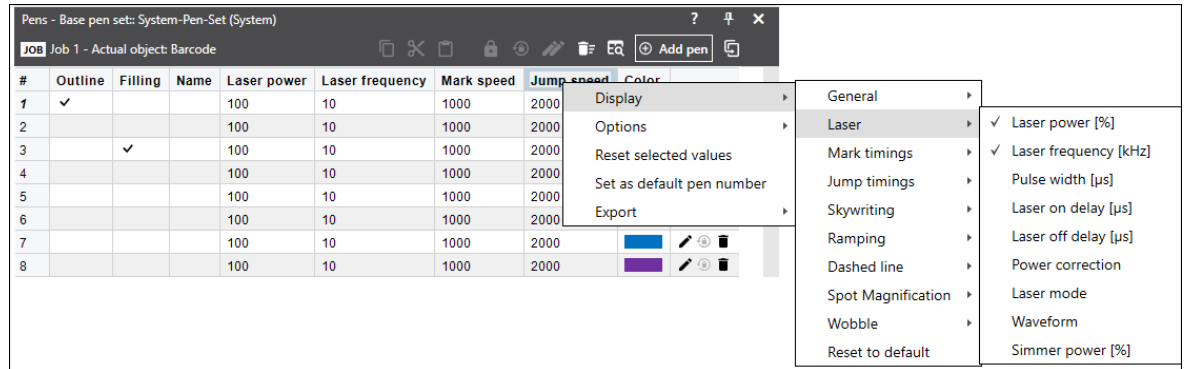 Pens - Base pen set:: System-Pen-Set (System) ?
JOB Job 1 - Actual object: Barcode Add pen
# Outline Filling Name Laser power Laser frequency Mark speed Jump speed Color
1 ✓ 100 10 1000 2000
2 100 10 1000 2000
3 ✓ 100 10 1000 2000
4 100 10 1000 2000
5 100 10 1000 2000
6 100 10 1000 2000
7 100 10 1000 2000
8 100 10 1000 2000
Display
Options
Reset selected values
Set as default pen number
Export
General
Laser
Mark timings
Jump timings
Skywriting
Ramping
Dashed line
Spot Magnification
Wobble
Reset to default
✓ Laser power [%]
✓ Laser frequency [kHz]
Pulse width [µs]
Laser on delay [µs]
Laser off delay [µs]
Power correction
Laser mode
Waveform
Simmer power [%]